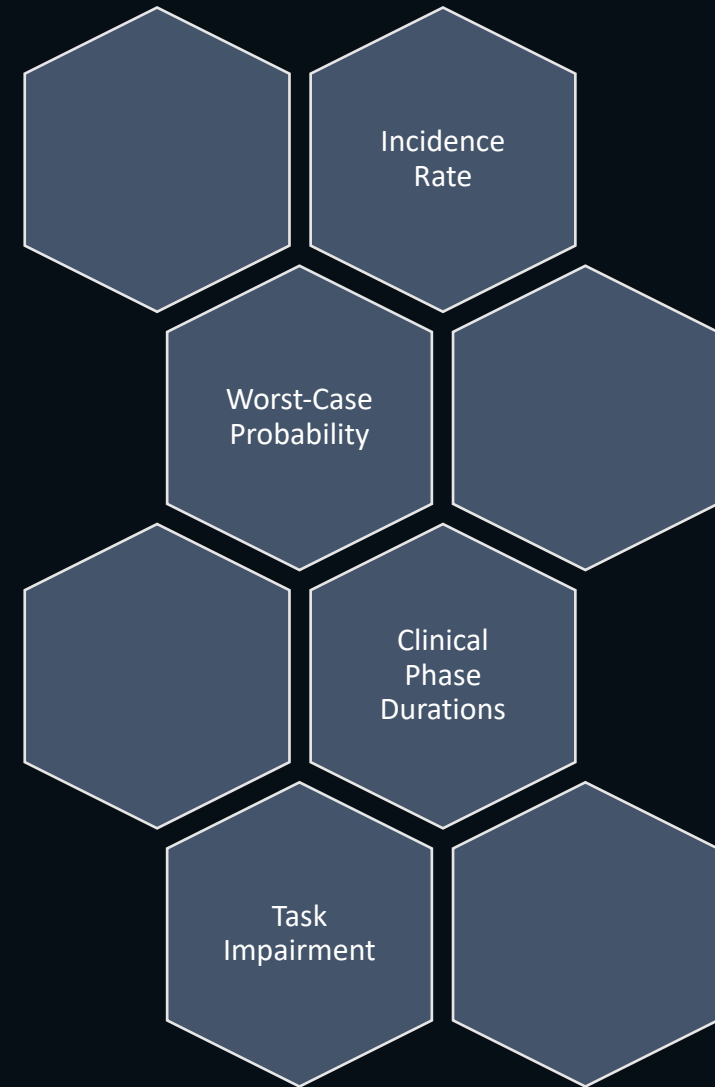 Incidence
Rate
Worst-Case
Probability
Clinical
Phase
Durations
Task
Impairment